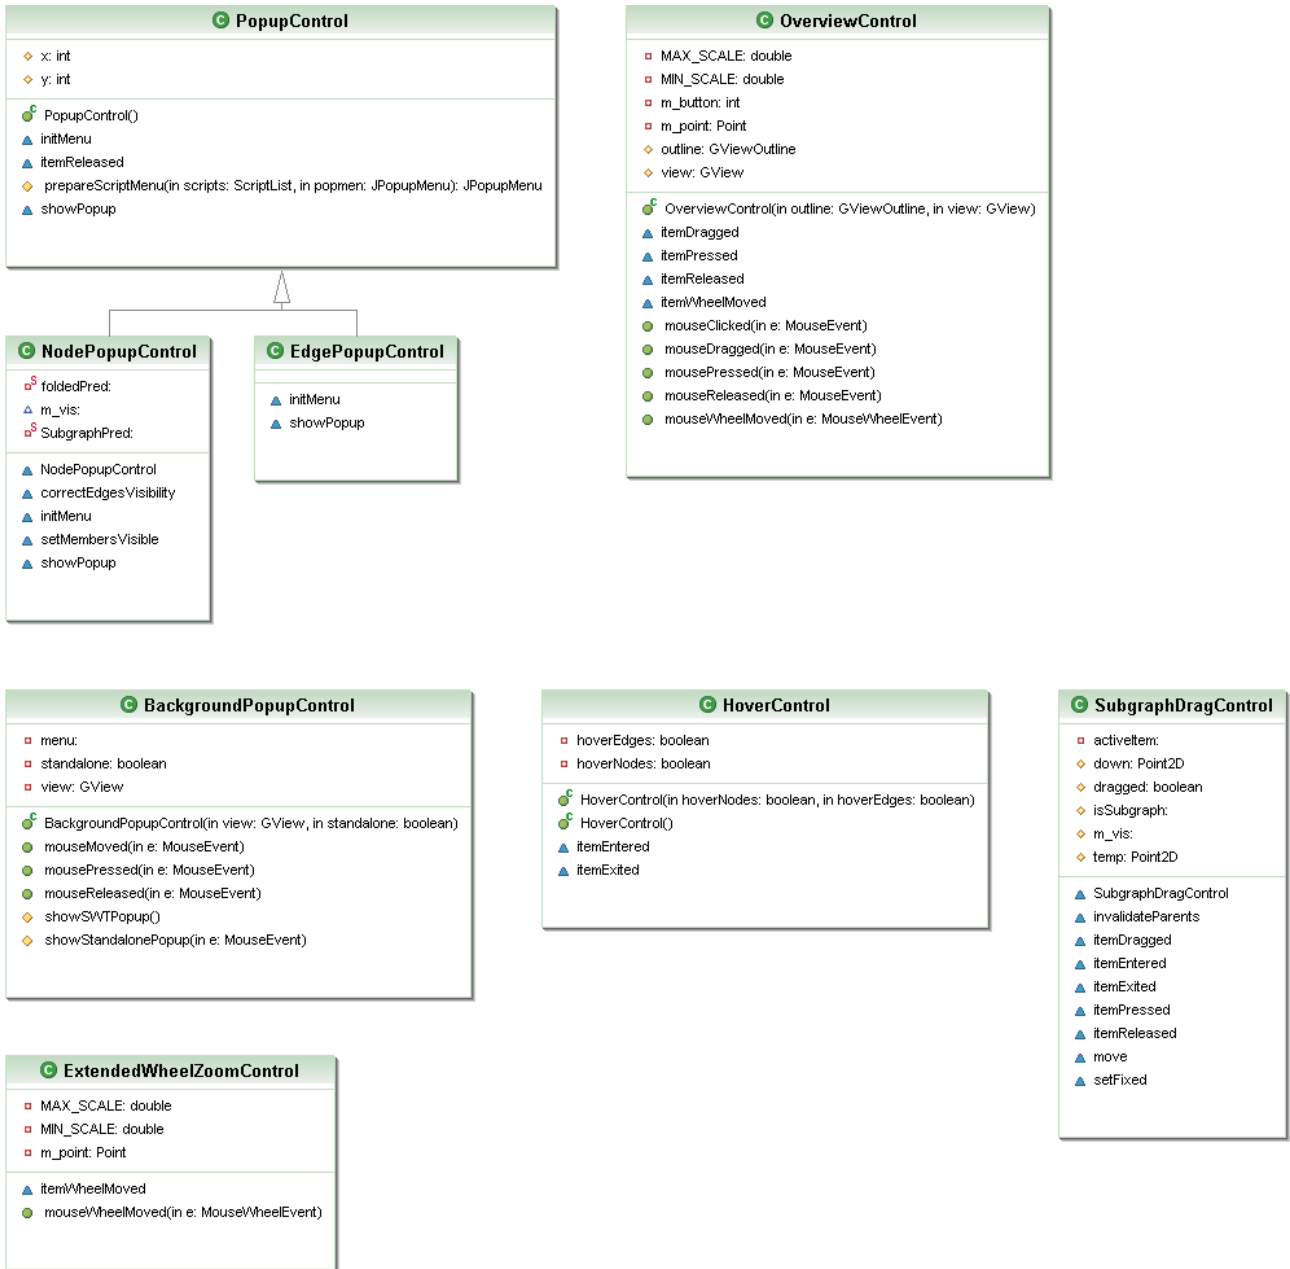 PopupControl
x: int
y: int
PopupControl()
initMenu
itemReleased
prepareScriptMenu(in scripts: ScriptList, in popmen: JPopupMenu): JPopupMenu
showPopup
OverviewControl
MAX_SCALE: double
MIN_SCALE: double
m_button: int
m_point: Point
outline: GViewOutline
view: GView
OverviewControl(in outline: GViewOutline, in view: GView)
itemDragged
itemPressed
itemReleased
itemWheelMoved
mouseClicked(in e: MouseEvent)
mouseDragged(in e: MouseEvent)
mousePressed(in e: MouseEvent)
mouseReleased(in e: MouseEvent)
mouseWheelMoved(in e: MouseWheelEvent)
NodePopupControl
foldedPred:
m_vis:
SubgraphPred:
NodePopupControl
correctEdgesVisibility
initMenu
setMembersVisible
showPopup
EdgePopupControl
initMenu
showPopup
BackgroundPopupControl
menu:
standalone: boolean
view: GView
BackgroundPopupControl(in view: GView, in standalone: boolean)
mouseMoved(in e: MouseEvent)
mousePressed(in e: MouseEvent)
mouseReleased(in e: MouseEvent)
showSWTPopup()
showStandalonePopup(in e: MouseEvent)
HoverControl
hoverEdges: boolean
hoverNodes: boolean
HoverControl(in hoverNodes: boolean, in hoverEdges: boolean)
HoverControl()
itemEntered
itemExited
SubgraphDragControl
activeItem:
down: Point2D
dragged: boolean
isSubgraph:
m_vis:
temp: Point2D
SubgraphDragControl
invalidateParents
itemDragged
itemEntered
itemExited
itemPressed
itemReleased
move
setFixed
ExtendedWheelZoomControl
MAX_SCALE: double
MIN_SCALE: double
m_point: Point
itemWheelMoved
mouseWheelMoved(in e: MouseWheelEvent)